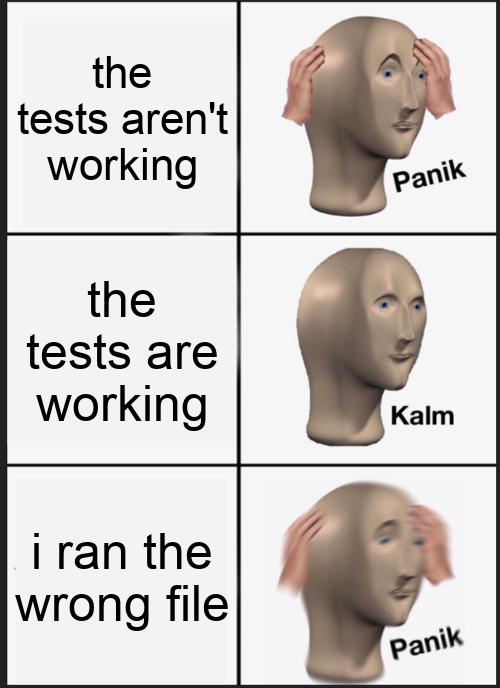 the
tests aren't
working
Panik
the
tests are
working
Kalm
i ran the
wrong file
Panik